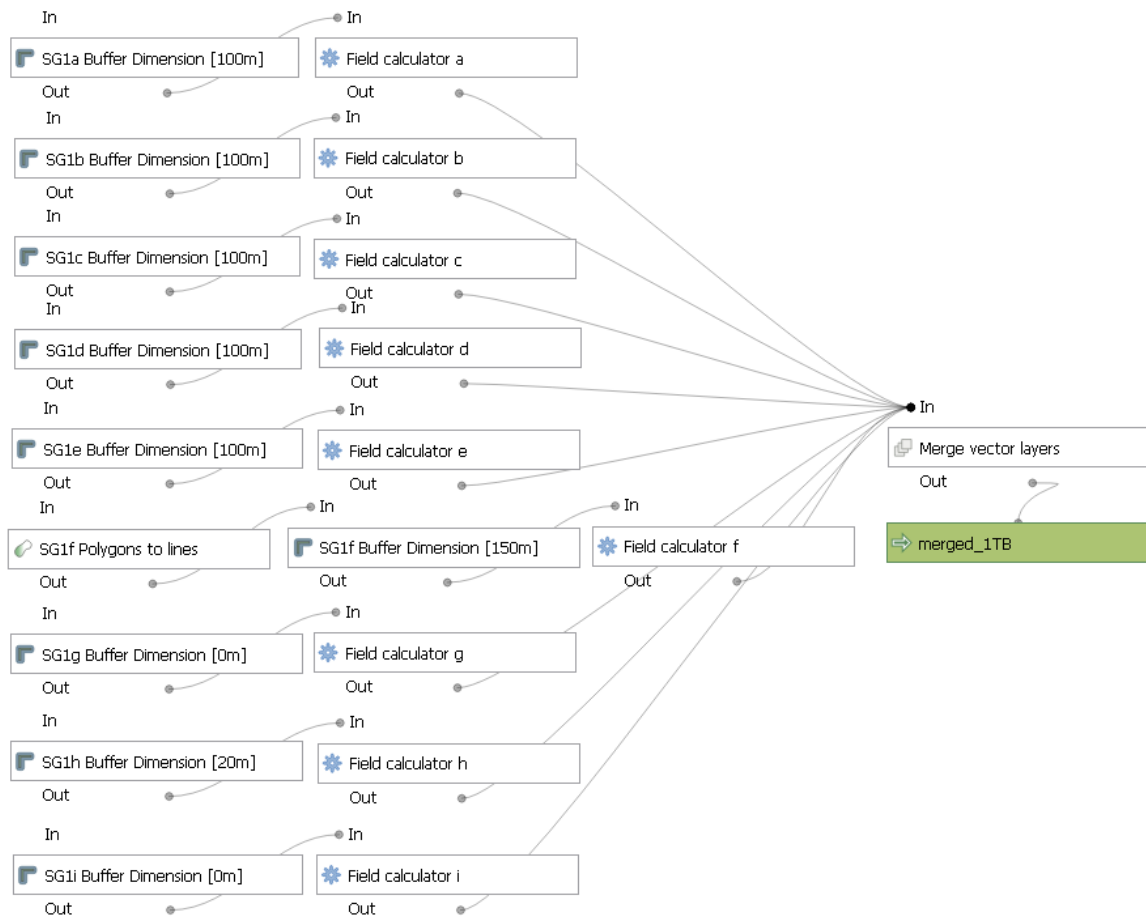 In
In
SG1a Buffer Dimension [100m]
Field calculator a
Out
Out
In
In
SG1b Buffer Dimension [100m]
Field calculator b
Out
Out
In
In
SG1c Buffer Dimension [100m]
Field calculator c
Out
Out
In
In
SG1d Buffer Dimension [100m]
Field calculator d
Out
Out
In
In
In
SG1e Buffer Dimension [100m]
Field calculator e
Merge vector layers
Out
Out
Out
In
In
In
SG1f Polygons to lines
SG1f Buffer Dimension [150m]
Field calculator f
merged_1TB
Out
Out
Out
In
In
SG1g Buffer Dimension [0m]
Field calculator g
Out
Out
In
In
SG1h Buffer Dimension [20m]
Field calculator h
Out
Out
In
In
SG1i Buffer Dimension [0m]
Field calculator i
Out
Out